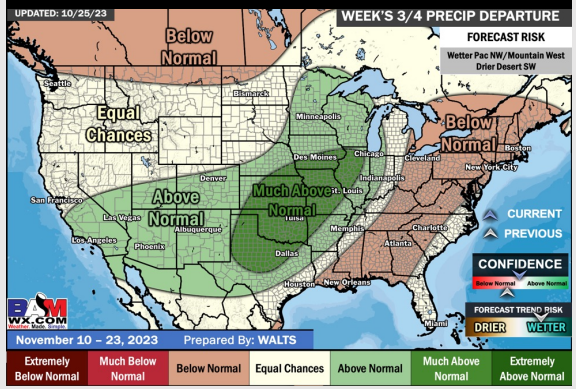 UPDATED: 10/25/23
WEEK'S 3/4 PRECIP DEPARTURE
FORECAST RISK
Wetter Pac NW/Mountain West
Drier Desert SW
Below
Normal
Seattle
Bismarck
Equal
Chances
Minneapolis
Below
Normal
Boston
Des Moines
Chicago
Cleveland
New York City
Denver
Indianapolis
San Francisco
Above
Normal
Much Above
Normal
St. Louis
Las Vegas
Albuquerque
Tulsa
Memphis
Charlotte
Los Angeles
Phoenix
Atlanta
Dallas
Houston
New Orleans
Miami
CURRENT
PREVIOUS
CONFIDENCE
Below Normal
Above Normal
FORECAST TREND RISK
DRIER
WETTER
BAM
WX.COM
Weather. Made. Simple.
November 10 – 23, 2023
Prepared By: WALTS
Extremely
Below Normal
Much Below
Normal
Below Normal
Equal Chances
Above Normal
Much Above
Normal
Extremely
Above Normal